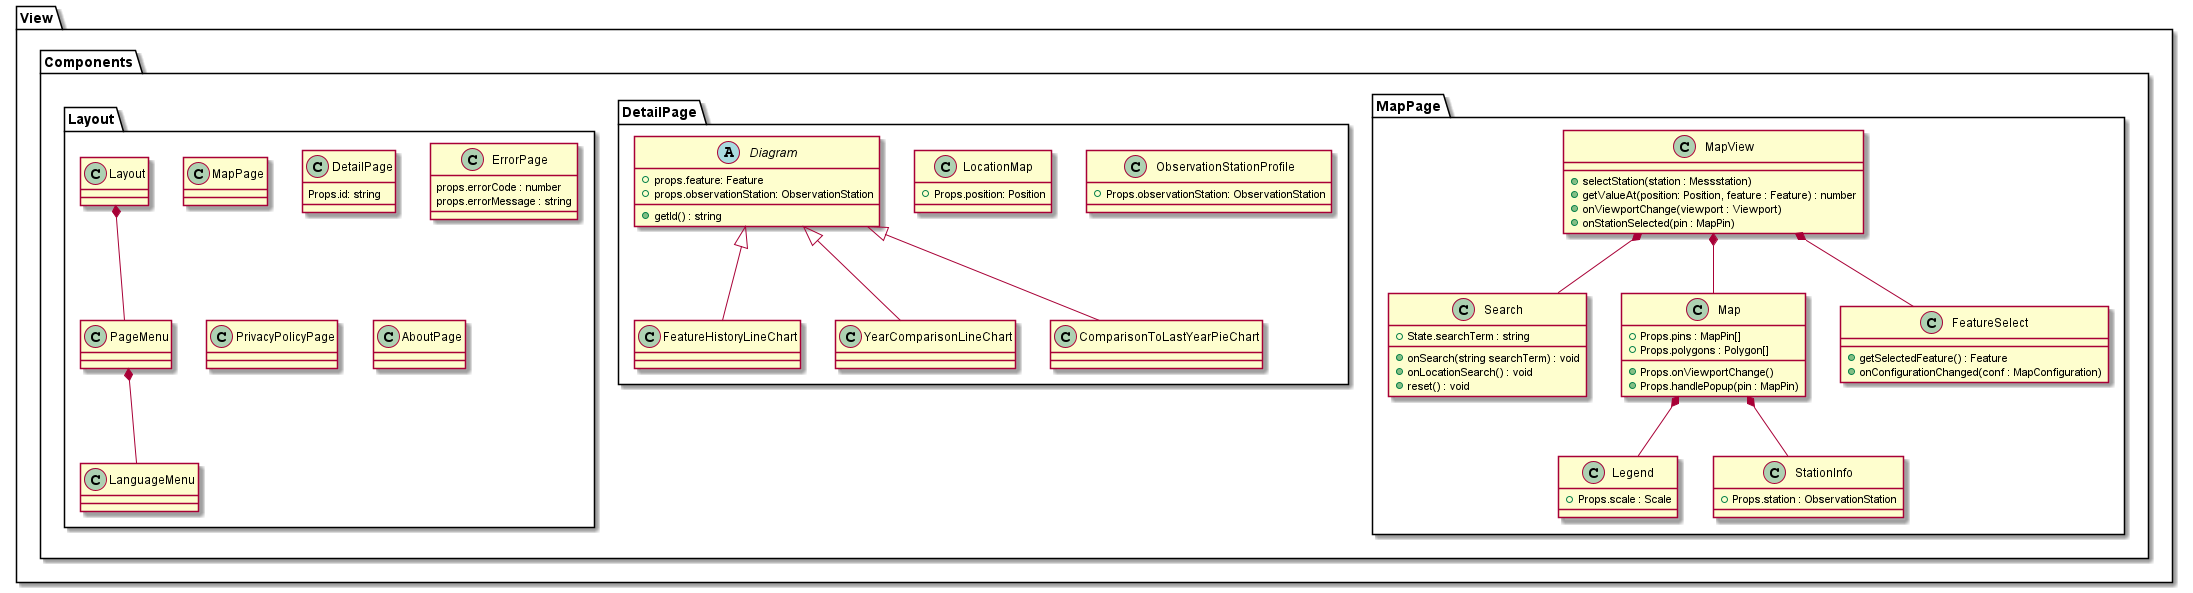 View
Components
Layout
C Layout
C MapPage
C DetailPage
Props.id: string
C ErrorPage
props.errorCode : number
props.errorMessage : string
C PageMenu
C PrivacyPolicyPage
C AboutPage
C LanguageMenu
DetailPage
A Diagram
props.feature: Feature
props.observationStation: ObservationStation
getId() : string
C LocationMap
Props.position: Position
C ObservationStationProfile
Props.observationStation: ObservationStation
C FeatureHistoryLineChart
C YearComparisonLineChart
C ComparisonToLastYearPieChart
MapPage
C MapView
selectStation(station : Messstation)
getValueAt(position: Position, feature : Feature) : number
onViewportChange(viewport : Viewport)
onStationSelected(pin : MapPin)
C Search
State.searchTerm : string
onSearch(string searchTerm) : void
onLocationSearch() : void
reset() : void
C Map
Props.pins : MapPin[]
Props.polygons : Polygon[]
Props.onViewportChange()
Props.handlePopup(pin : MapPin)
C FeatureSelect
getSelectedFeature() : Feature
onConfigurationChanged(conf : MapConfiguration)
C Legend
Props.scale : Scale
C StationInfo
Props.station : ObservationStation